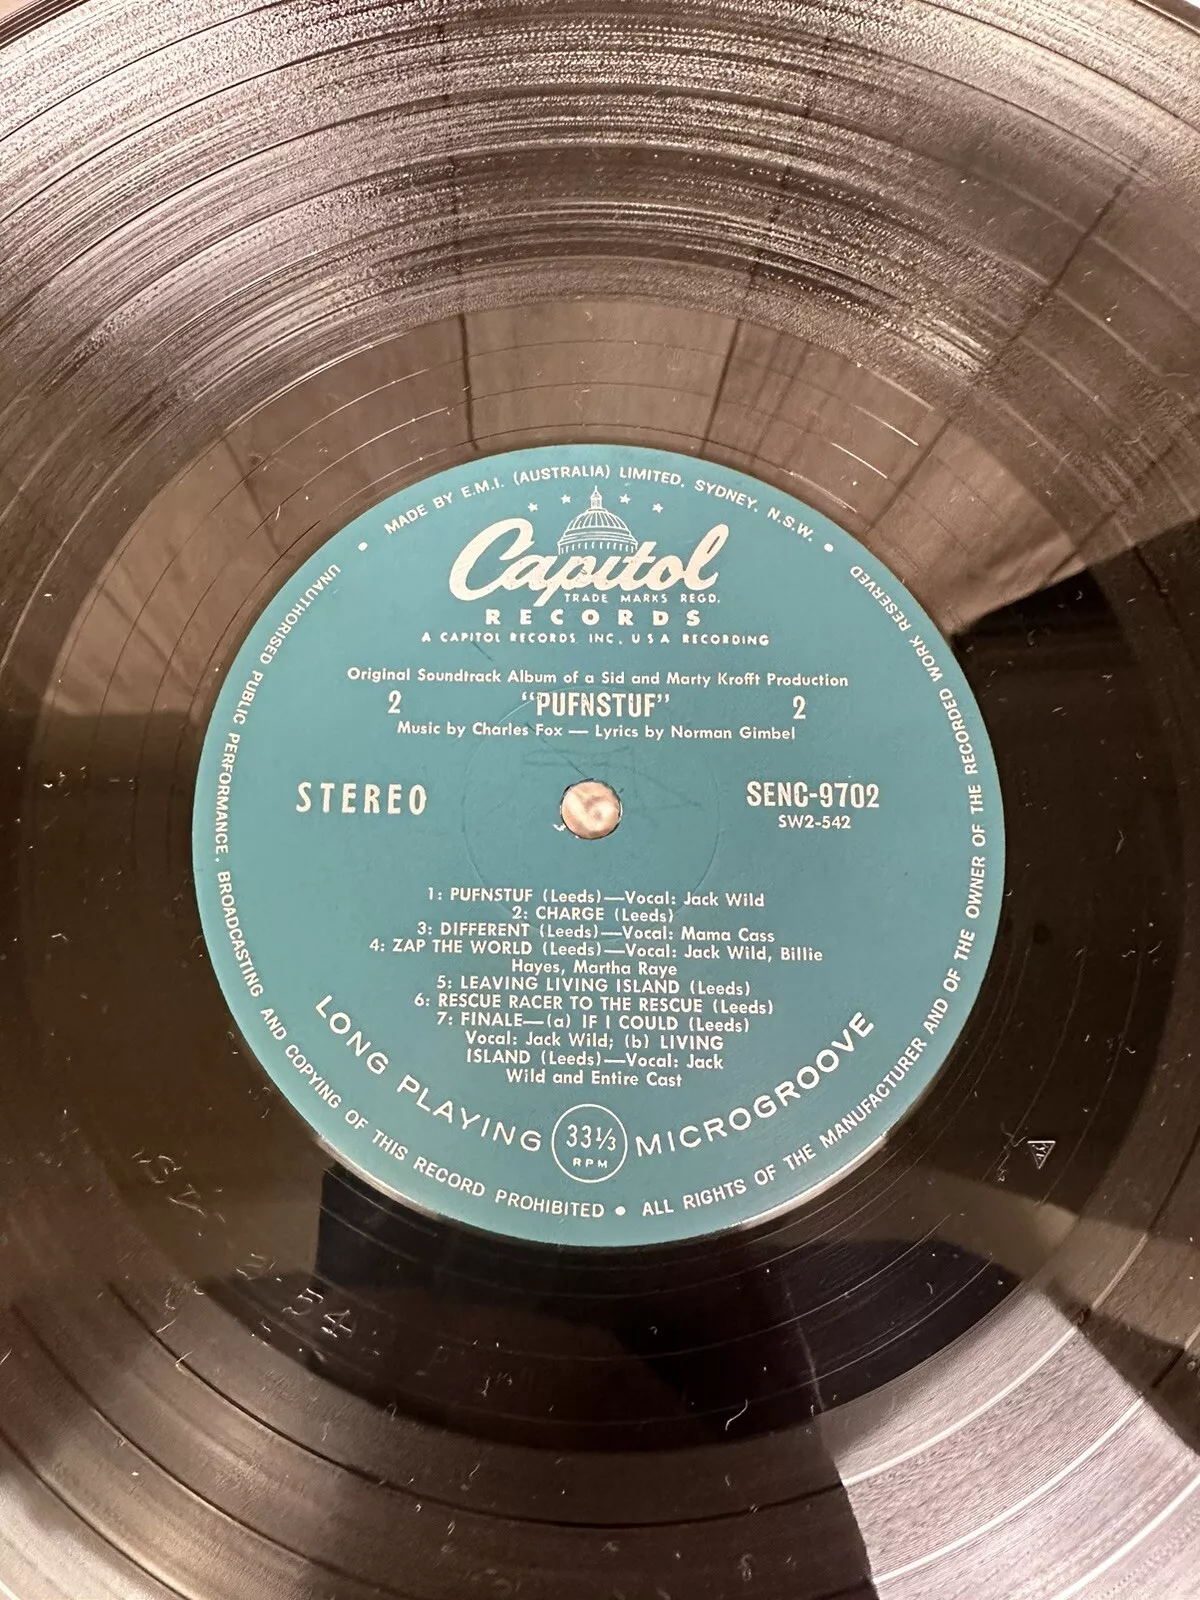 MADE BY E.M.I. (AUSTRALIA) LIMITED. SYDNEY. N.S.W.
Capitol
TRADE MARKS REGD.
RECORDS
A CAPITOL RECORDS. INC. U S A RECORDING
Original Soundtrack Album of a Sid and Marty Krofft Production
2 “PUFNSTUF” 2
Music by Charles Fox — Lyrics by Norman Gimbel
STEREO
SENC-9702
SW2-542
1: PUFNSTUF (Leeds)—Vocal: Jack Wild
2: CHARGE (Leeds)
3: DIFFERENT (Leeds)—Vocal: Mama Cass
4: ZAP THE WORLD (Leeds)—Vocal: Jack Wild, Billie
Hayes, Martha Raye
5: LEAVING LIVING ISLAND (Leeds)
6: RESCUE RACER TO THE RESCUE (Leeds)
7: FINALE—(a) IF I COULD (Leeds)
Vocal: Jack Wild; (b) LIVING
ISLAND (Leeds)—Vocal: Jack
Wild and Entire Cast
LONG PLAYING 33⅓ MICROGROOVE
RPM
UNAUTHORISED PUBLIC PERFORMANCE, BROADCASTING AND COPYING OF THIS RECORD PROHIBITED • ALL RIGHTS OF THE MANUFACTURER AND OF THE OWNER OF THE RECORDED WORK RESERVED
54